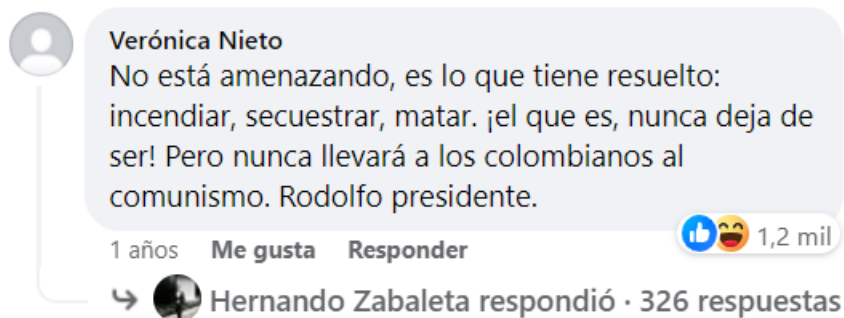 Verónica Nieto
No está amenazando, es lo que tiene resuelto:
incendiar, secuestrar, matar. ¡el que es, nunca deja de
ser! Pero nunca llevará a los colombianos al
comunismo. Rodolfo presidente.
1,2 mil
1 años Me gusta Responder
Hernando Zabaleta respondió · 326 respuestas